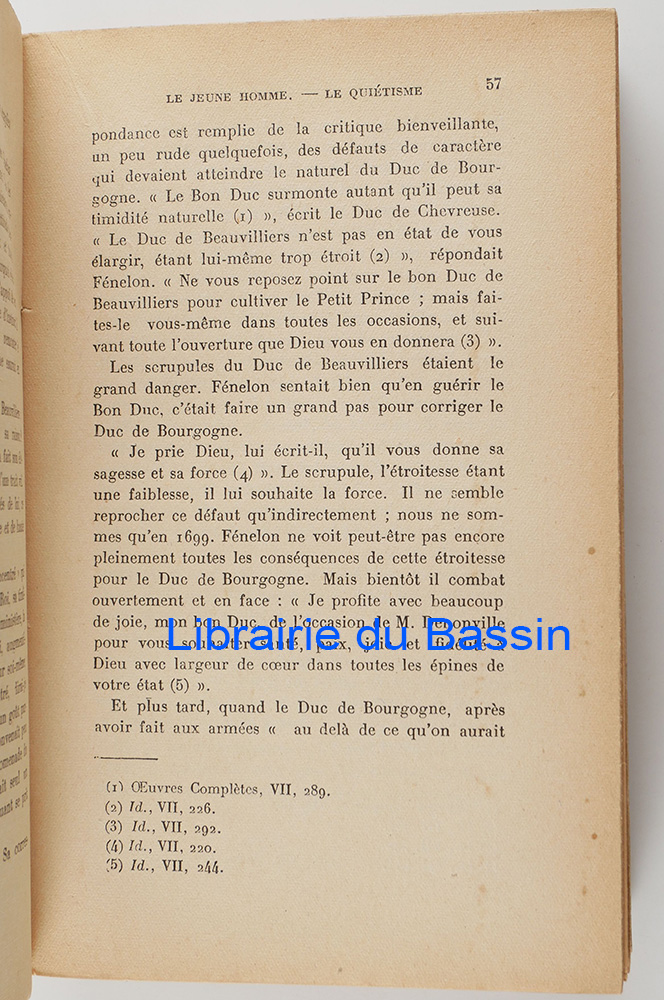 LE JEUNE HOMME. — LE QUIÉTISME 57
pondance est remplie de la critique bienveillante,
un peu rude quelquefois, des défauts de caractère
qui devaient atteindre le naturel du Duc de Bour-
gogne. « Le Bon Duc surmonte autant qu'il peut sa
timidité naturelle (1) », écrit le Duc de Chevreuse.
« Le Duc de Beauvilliers n'est pas en état de vous
élargir, étant lui-même trop étroit (2) », répondait
Fénelon. « Ne vous reposez point sur le bon Duc de
Beauvilliers pour cultiver le Petit Prince ; mais fai-
tes-le vous-même dans toutes les occasions, et sui-
vant toute l'ouverture que Dieu vous en donnera (3) ».
Les scrupules du Duc de Beauvilliers étaient le
grand danger. Fénelon sentait bien qu'en guérir le
Bon Duc, c'était faire un grand pas pour corriger le
Duc de Bourgogne.
« Je prie Dieu, lui écrit-il, qu'il vous donne sa
sagesse et sa force (4) ». Le scrupule, l'étroitesse étant
une faiblesse, il lui souhaite la force. Il ne semble
reprocher ce défaut qu'indirectement ; nous ne som-
mes qu'en 1699. Fénelon ne voit peut-être pas encore
pleinement toutes les conséquences de cette étroitesse
pour le Duc de Bourgogne. Mais bientôt il combat
ouvertement et en face : « Je profite avec beaucoup
de joie, mon bon Duc, de l'occasion de M. Denonville
Librairie du Bassin
pour vous souhaiter santé, paix, joie et fidélité à
Dieu avec largeur de cœur dans toutes les épines de
votre état (5) ».
Et plus tard, quand le Duc de Bourgogne, après
avoir fait aux armées « au delà de ce qu'on aurait
(1) Œuvres Complètes, VII, 289.
(2) Id., VII, 226.
(3) Id., VII, 292.
(4) Id., VII, 220.
(5) Id., VII, 244.